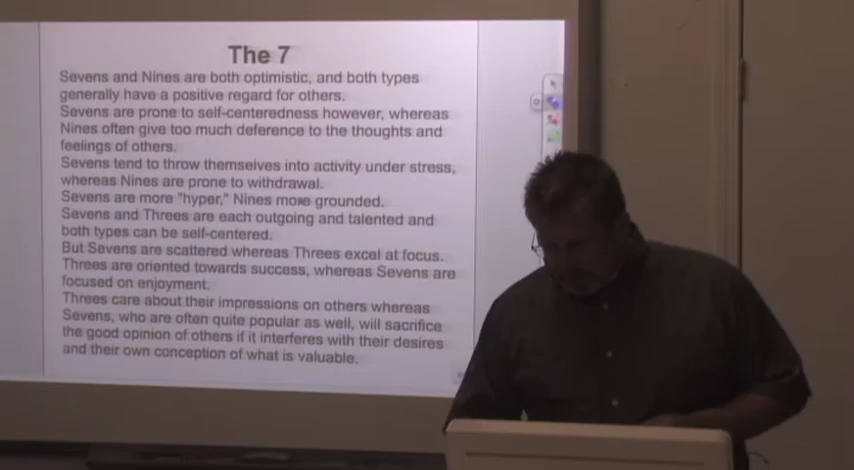 The 7
Sevens and Nines are both optimistic, and both types
generally have a positive regard for others.
Sevens are prone to self-centeredness however, whereas
Nines often give too much deference to the thoughts and
feelings of others.
Sevens tend to throw themselves into activity under stress,
whereas Nines are prone to withdrawal.
Sevens are more "hyper," Nines more grounded.
Sevens and Threes are each outgoing and talented and
both types can be self-centered.
But Sevens are scattered whereas Threes excel at focus.
Threes are oriented towards success, whereas Sevens are
focused on enjoyment.
Threes care about their impressions on others whereas
Sevens, who are often quite popular as well, will sacrifice
the good opinion of others if it interferes with their desires
and their own conception of what is valuable.